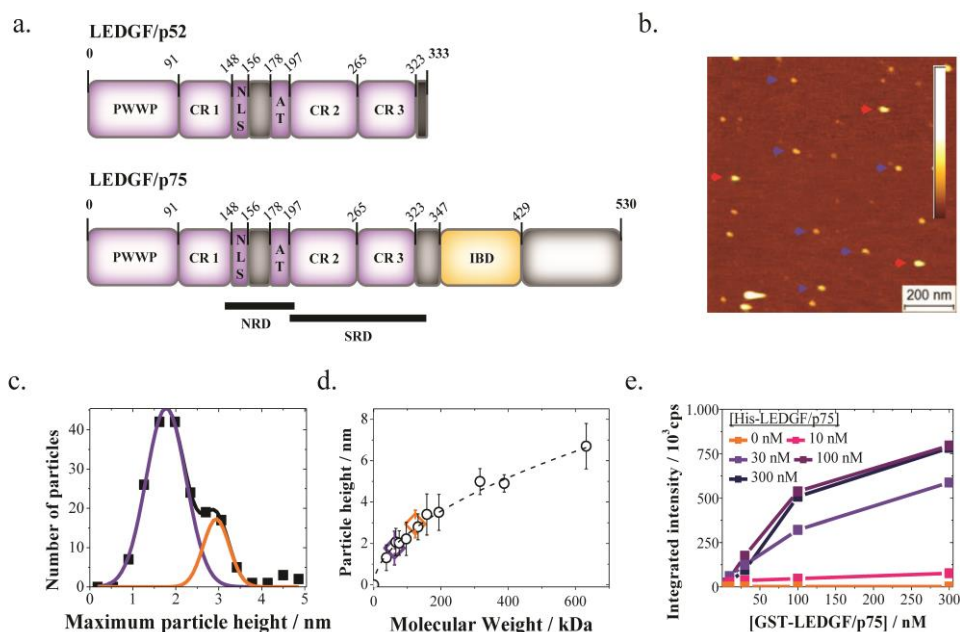 a.
LEDGF/p52
0 91 148 156 178 197 265 323 333
PWWP CR 1 NLS AT CR 2 CR 3
LEDGF/p75
0 91 148 156 178 197 265 323 347 429 530
PWWP CR 1 NLS AT CR 2 CR 3 IBD
NRD
SRD
b.
200 nm
c.
Number of particles
40
30
20
10
0
0 1 2 3 4 5
Maximum particle height / nm
d.
Particle height / nm
8
6
4
2
0
0 200 400 600
Molecular Weight / kDa
e.
Integrated intensity / 10³cps
1.000
750
500
250
0
[His-LEDGF/p75]
0 nM 10 nM
30 nM 100 nM
300 nM
50 100 150 200 250 300
[GST-LEDGF/p75] / nM